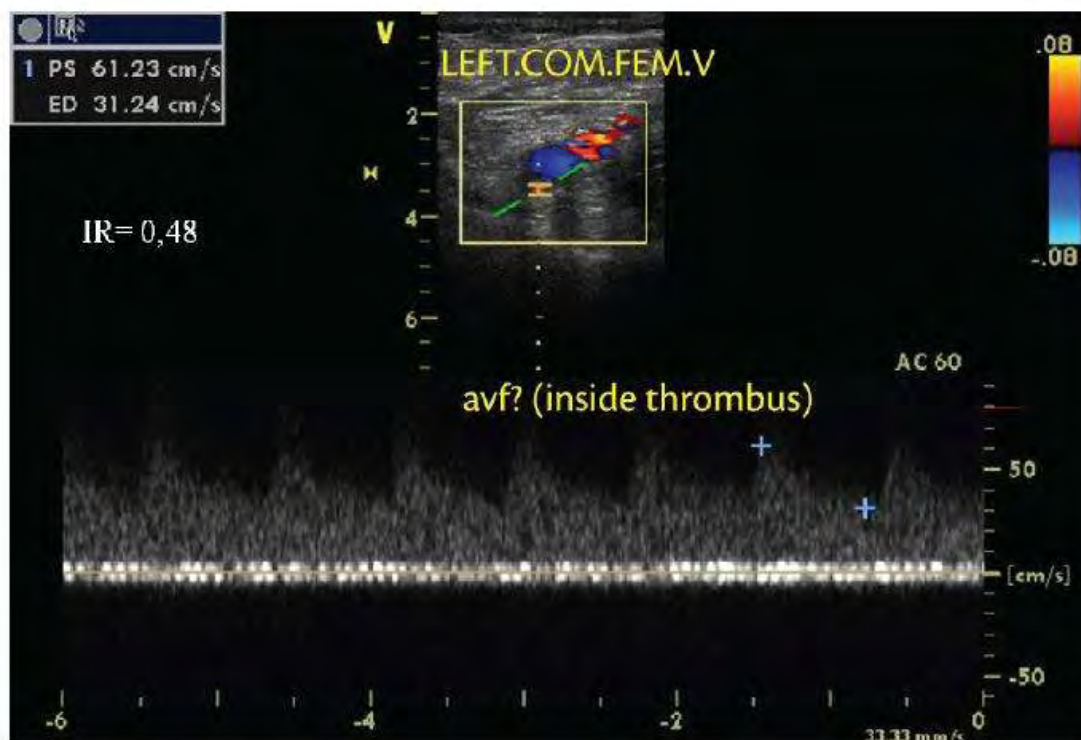 1 PS 61.23 cm/s
ED 31.24 cm/s
V
LEFT.COM.FEM.V
.08
2
4
-.08
IR= 0,48
6
AC 60
avf? (inside thrombus)
50
[cm/s]
-50
-6
-4
-2
0
33.33 mm/s